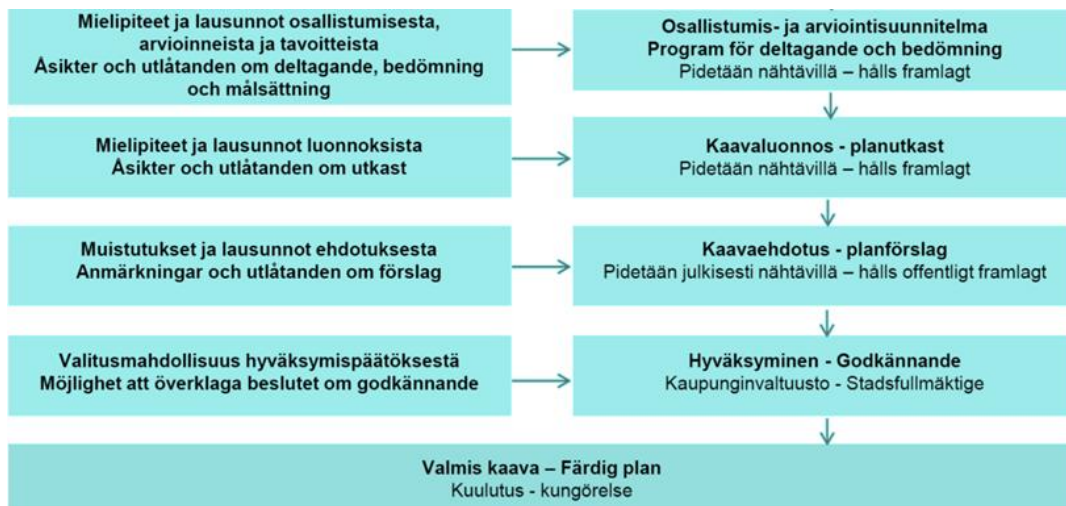 Mielipiteet ja lausunnot osallistumisesta,
arvioinneista ja tavoitteista
Åsikter och utlåtanden om deltagande, bedömning
och målsättning
Osallistumis- ja arviointisuunnitelma
Program för deltagande och bedömning
Pidetään nähtävillä – hålls framlagt
Mielipiteet ja lausunnot luonnoksista
Åsikter och utlåtanden om utkast
Kaavaluonnos - planutkast
Pidetään nähtävillä – hålls framlagt
Muistutukset ja lausunnot ehdotuksesta
Anmärkningar och utlåtanden om förslag
Kaavaehdotus - planförslag
Pidetään julkisesti nähtävillä – hålls offentligt framlagt
Valitusmahdollisuus hyväksymispäätöksestä
Möjlighet att överklaga beslutet om godkännande
Hyväksyminen - Godkännande
Kaupunginvaltuusto - Stadsfullmäktige
Valmis kaava – Färdig plan
Kuulutus - kungörelse